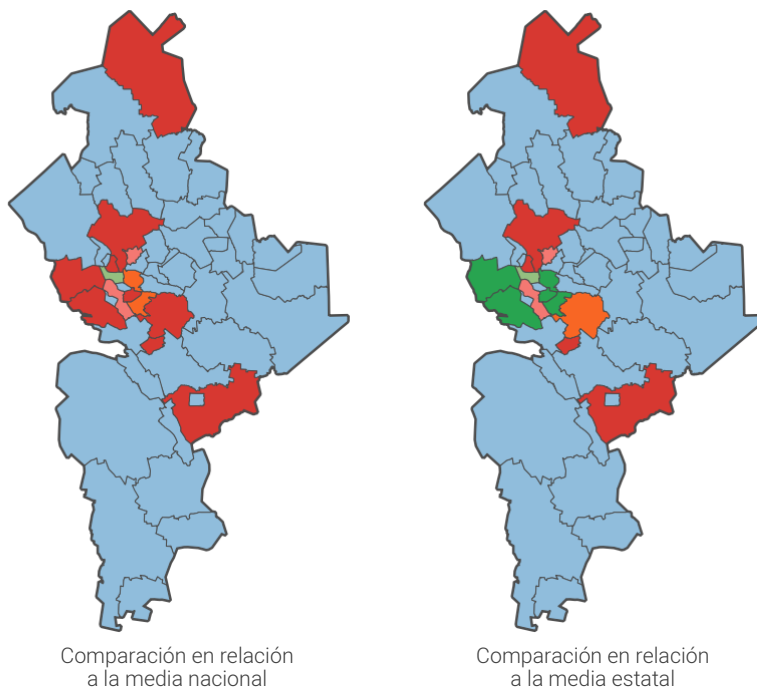 Comparación en relación
a la media nacional
Comparación en relación
a la media estatal